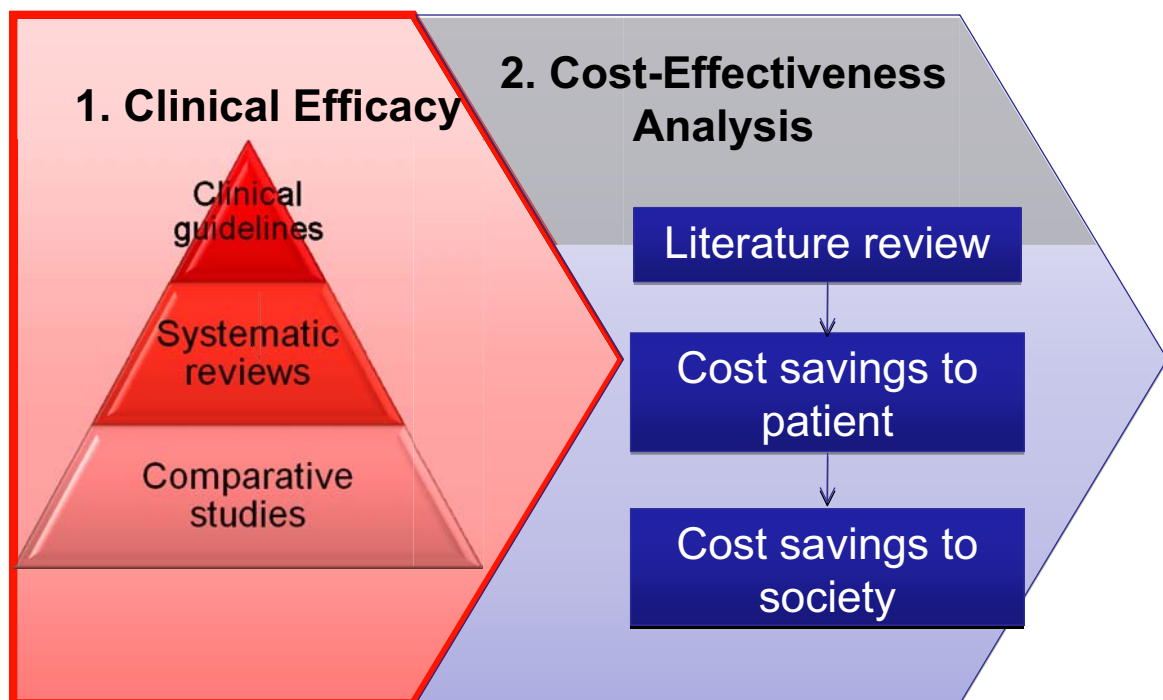 1. Clinical Efficacy
Clinical
guidelines
Systematic
reviews
Comparative
studies
2. Cost-Effectiveness
Analysis
Literature review
Cost savings to
patient
Cost savings to
society